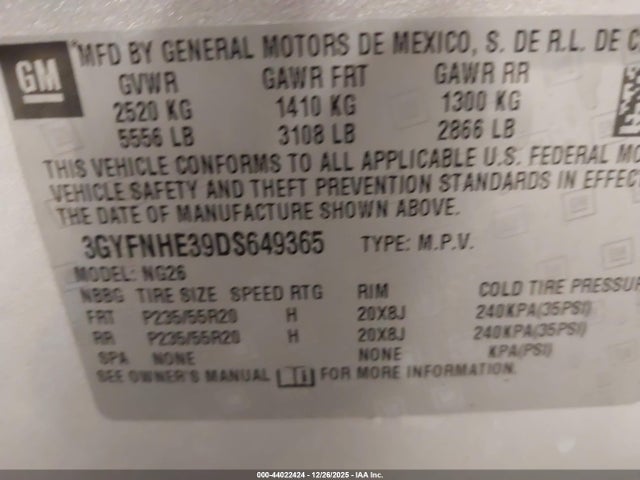 GM
*MFD BY GENERAL MOTORS DE MEXICO, S. DE R.L. DE C
GVWR GAWR FRT GAWR RR
2520 KG 1410 KG 1300 KG
5556 LB 3108 LB 2866 LB
THIS VEHICLE CONFORMS TO ALL APPLICABLE U.S. FEDERAL MO
VEHICLE SAFETY AND THEFT PREVENTION STANDARDS IN EFFEC
THE DATE OF MANUFACTURE SHOWN ABOVE.
3GYFNHE39DS649365 TYPE: M.P.V.
MODEL: NG26
NBBG TIRE SIZE SPEED RTG RIM COLD TIRE PRESSUR
FRT P235/55R20 H 20X8J 240KPA(35PSI)
RR P235/55R20 H 20X8J 240KPA(35PSI)
SPA NONE NONE KPA(PSI)
SEE OWNER'S MANUAL FOR MORE INFORMATION.
000-44022424 - 12/26/2025 - IAA Inc.